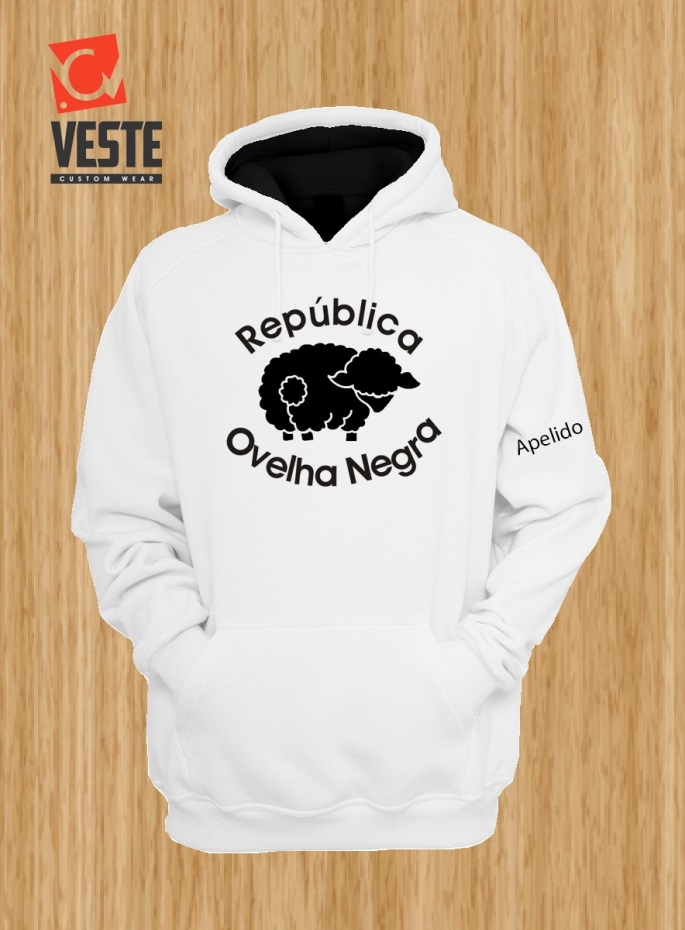 VESTE
CUSTOM WEAR
República
Ovelha Negra
Apelido